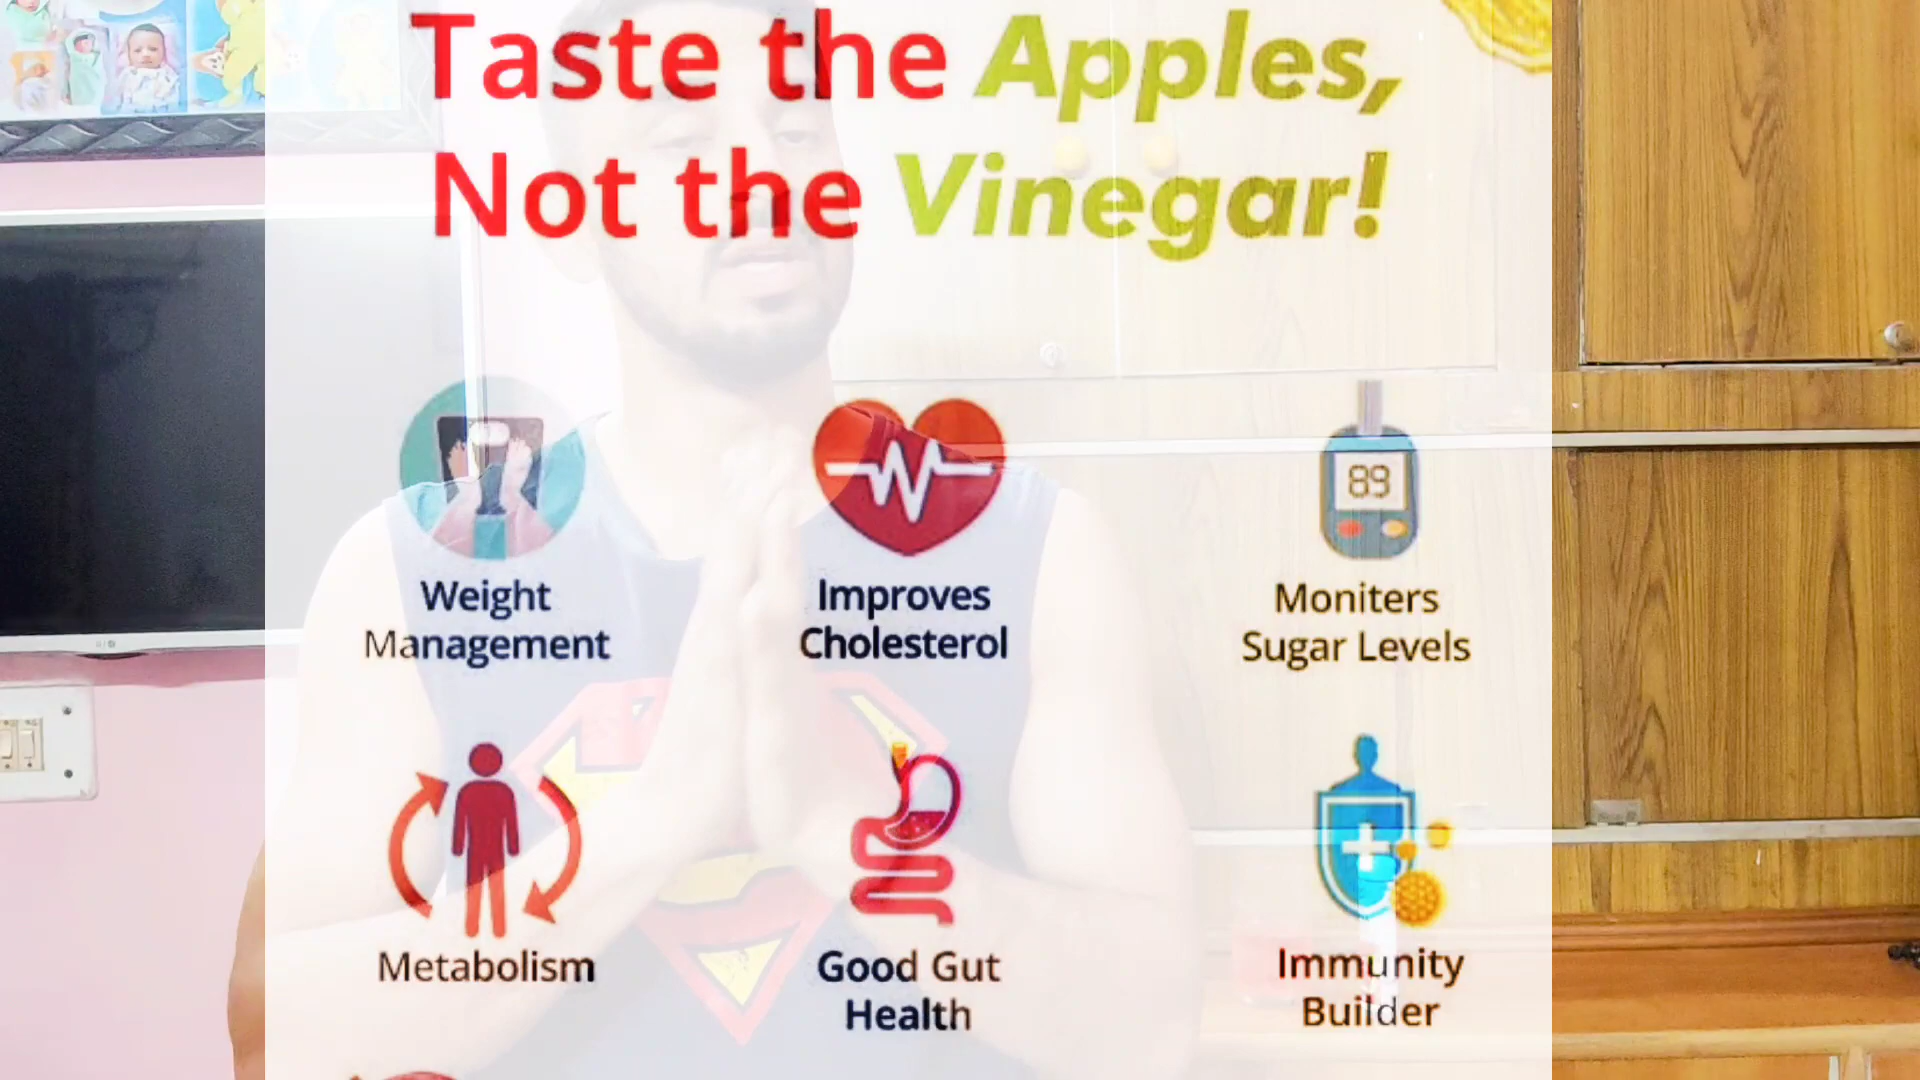 Taste the Apples,
Not the Vinegar!
Weight
Management
Improves
Cholesterol
89
Moniters
Sugar Levels
Metabolism
Good Gut
Health
Immunity
Builder